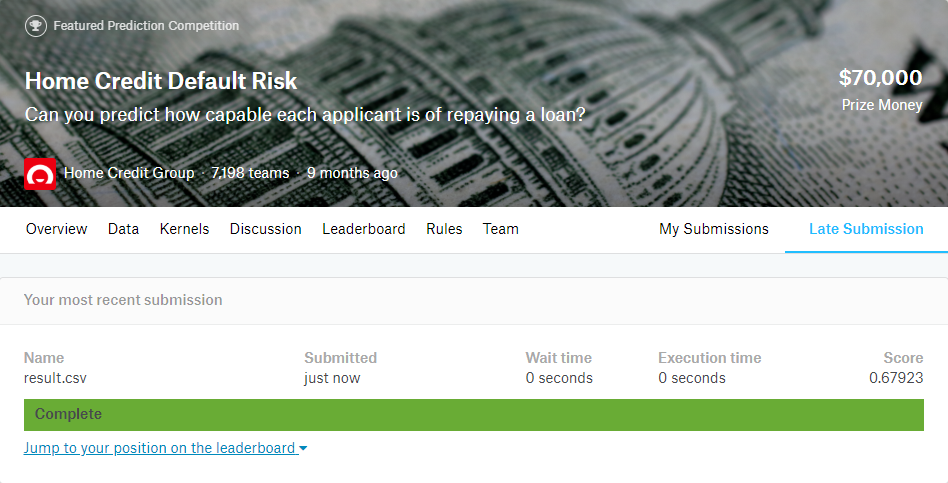 Featured Prediction Competition
Home Credit Default Risk
$70,000
Can you predict how capable each applicant is of repaying a loan?
Prize Money
Home Credit Group · 7,198 teams · 9 months ago
Overview Data Kernels Discussion Leaderboard Rules Team My Submissions Late Submission
Your most recent submission
Name Submitted Wait time Execution time Score
result.csv just now 0 seconds 0 seconds 0.67923
Complete
Jump to your position on the leaderboard